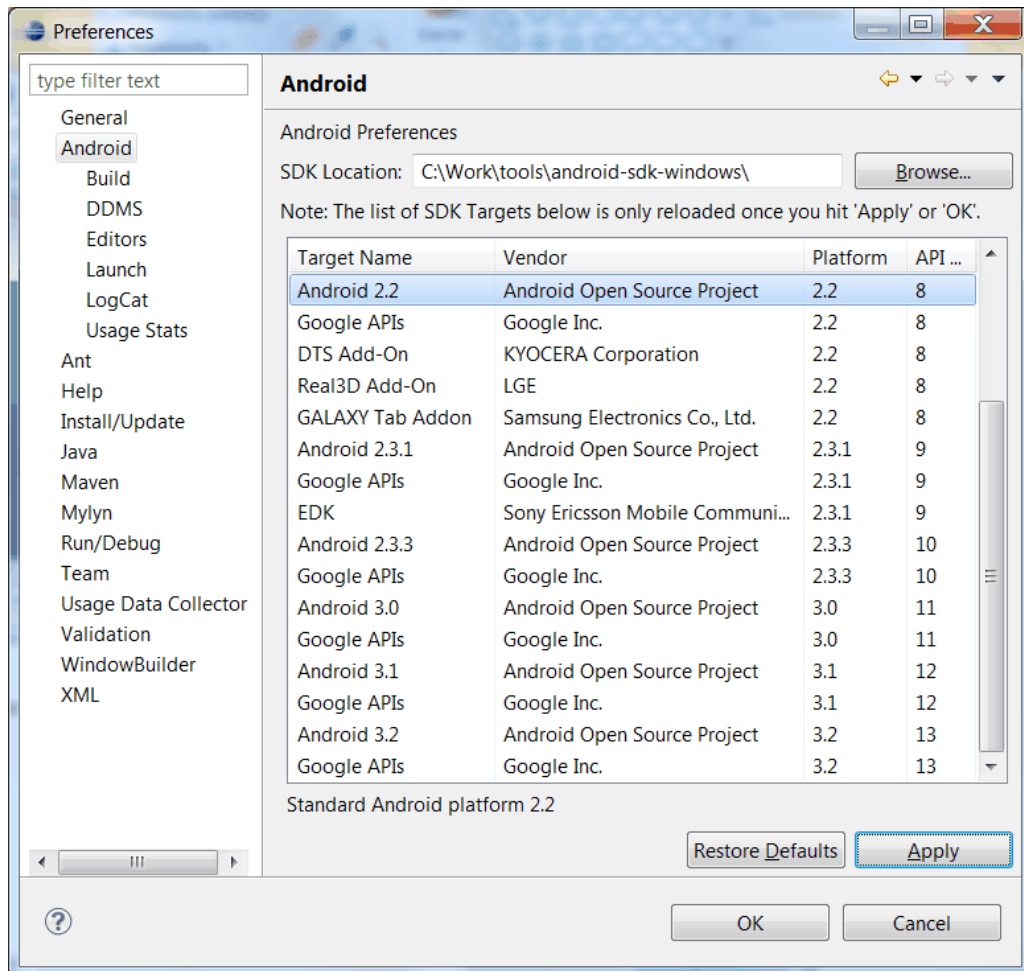 Preferences
type filter text
General
Android
Build
DDMS
Editors
Launch
LogCat
Usage Stats
Ant
Help
Install/Update
Java
Maven
Mylyn
Run/Debug
Team
Usage Data Collector
Validation
WindowBuilder
XML
Android
Android Preferences
SDK Location: C:\Work\tools\android-sdk-windows\ Browse...
Note: The list of SDK Targets below is only reloaded once you hit 'Apply' or 'OK'.
Target Name Vendor Platform API ...
Android 2.2 Android Open Source Project 2.2 8
Google APIs Google Inc. 2.2 8
DTS Add-On KYOCERA Corporation 2.2 8
Real3D Add-On LGE 2.2 8
GALAXY Tab Addon Samsung Electronics Co., Ltd. 2.2 8
Android 2.3.1 Android Open Source Project 2.3.1 9
Google APIs Google Inc. 2.3.1 9
EDK Sony Ericsson Mobile Communi... 2.3.1 9
Android 2.3.3 Android Open Source Project 2.3.3 10
Google APIs Google Inc. 2.3.3 10
Android 3.0 Android Open Source Project 3.0 11
Google APIs Google Inc. 3.0 11
Android 3.1 Android Open Source Project 3.1 12
Google APIs Google Inc. 3.1 12
Android 3.2 Android Open Source Project 3.2 13
Google APIs Google Inc. 3.2 13
Standard Android platform 2.2
Restore Defaults Apply
? OK Cancel